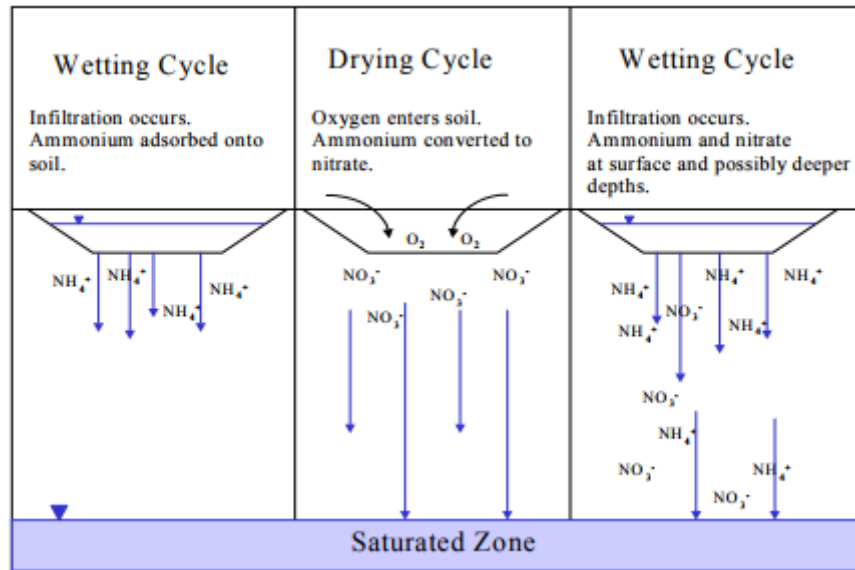 Wetting Cycle
Infiltration occurs.
Ammonium adsorbed onto
soil.
Drying Cycle
Oxygen enters soil.
Ammonium converted to
nitrate.
Wetting Cycle
Infiltration occurs.
Ammonium and nitrate
at surface and possibly deeper
depths.
NH₄⁺
NH₄⁺
NH₄⁺
NH₄⁺
O₂
O₂
NO₃⁻
NO₃⁻
NO₃⁻
NO₃⁻
NH₄⁺
NH₄⁺
NH₄⁺
NH₄⁺
NO₃⁻
NH₄⁺
NH₄⁺
NO₃⁻
NH₄⁺
NO₃⁻
NH₄⁺
NO₃⁻
Saturated Zone